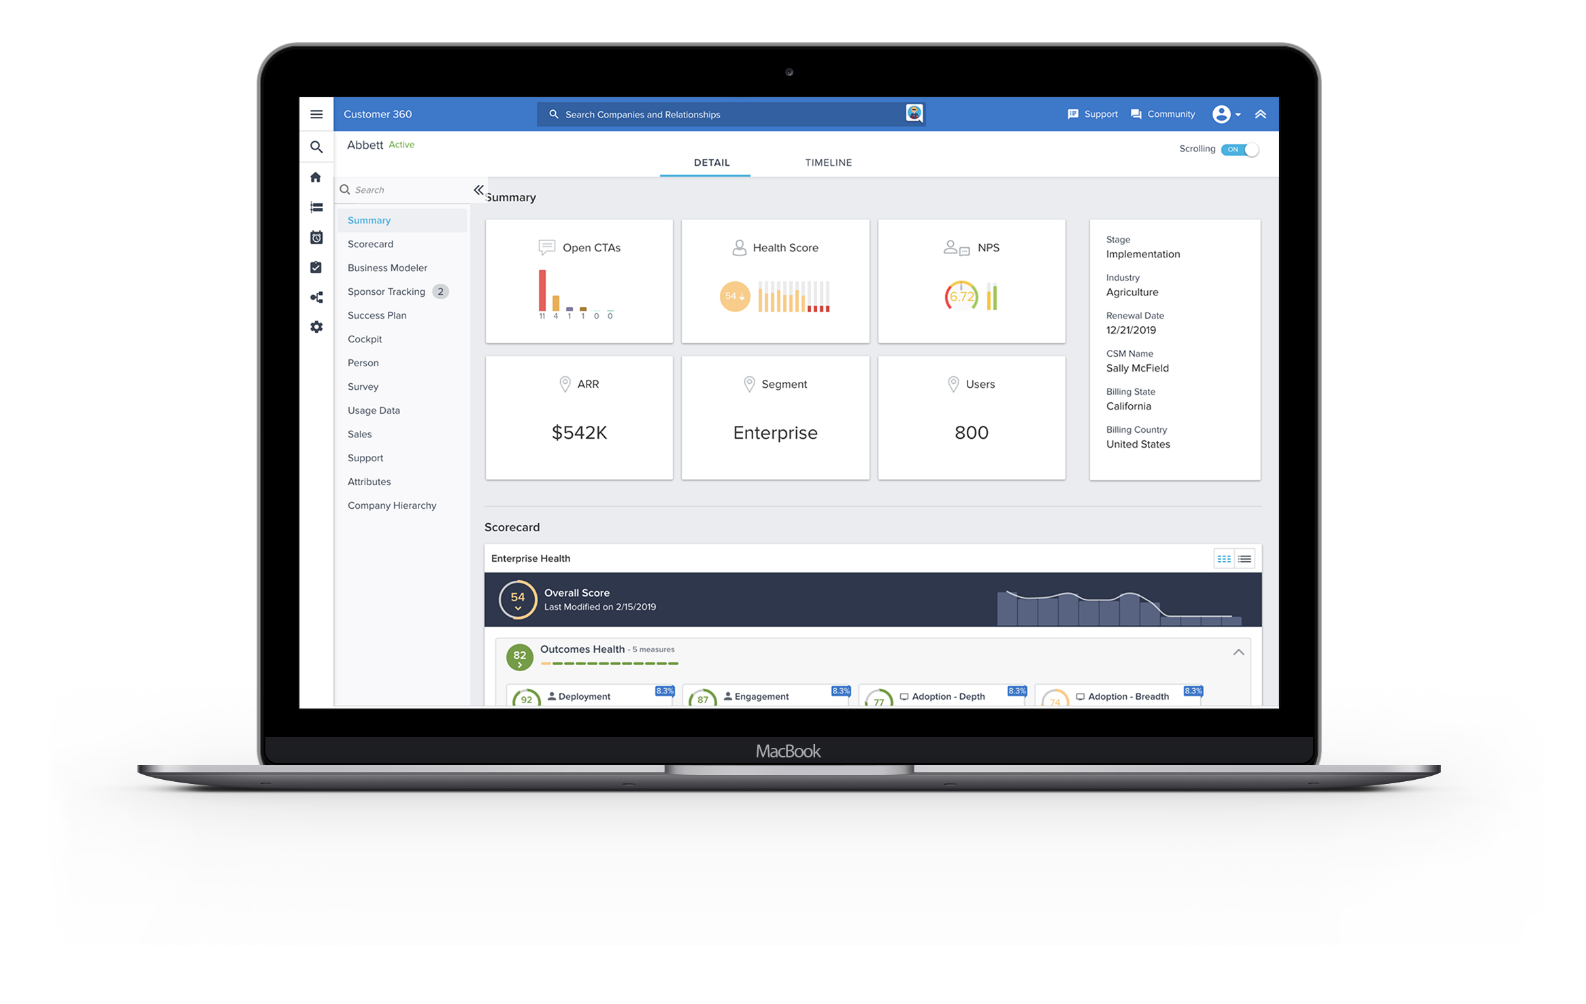 Customer 360
Search Companies and Relationships
Support
Community
Abbett Active
DETAIL
TIMELINE
Scrolling ON
Search
Summary
Scorecard
Business Modeler
Sponsor Tracking 2
Success Plan
Cockpit
Person
Survey
Usage Data
Sales
Support
Attributes
Company Hierarchy
Summary
Open CTAs
11 4 1 1 0 0
Health Score
54
NPS
6.72
ARR
$542K
Segment
Enterprise
Users
800
Stage
Implementation
Industry
Agriculture
Renewal Date
12/21/2019
CSM Name
Sally McField
Billing State
California
Billing Country
United States
Scorecard
Enterprise Health
54
Overall Score
Last Modified on 2/15/2019
82
Outcomes Health - 5 measures
92 Deployment 8.3%
87 Engagement 8.3%
77 Adoption - Depth 8.3%
74 Adoption - Breadth 8.3%
MacBook